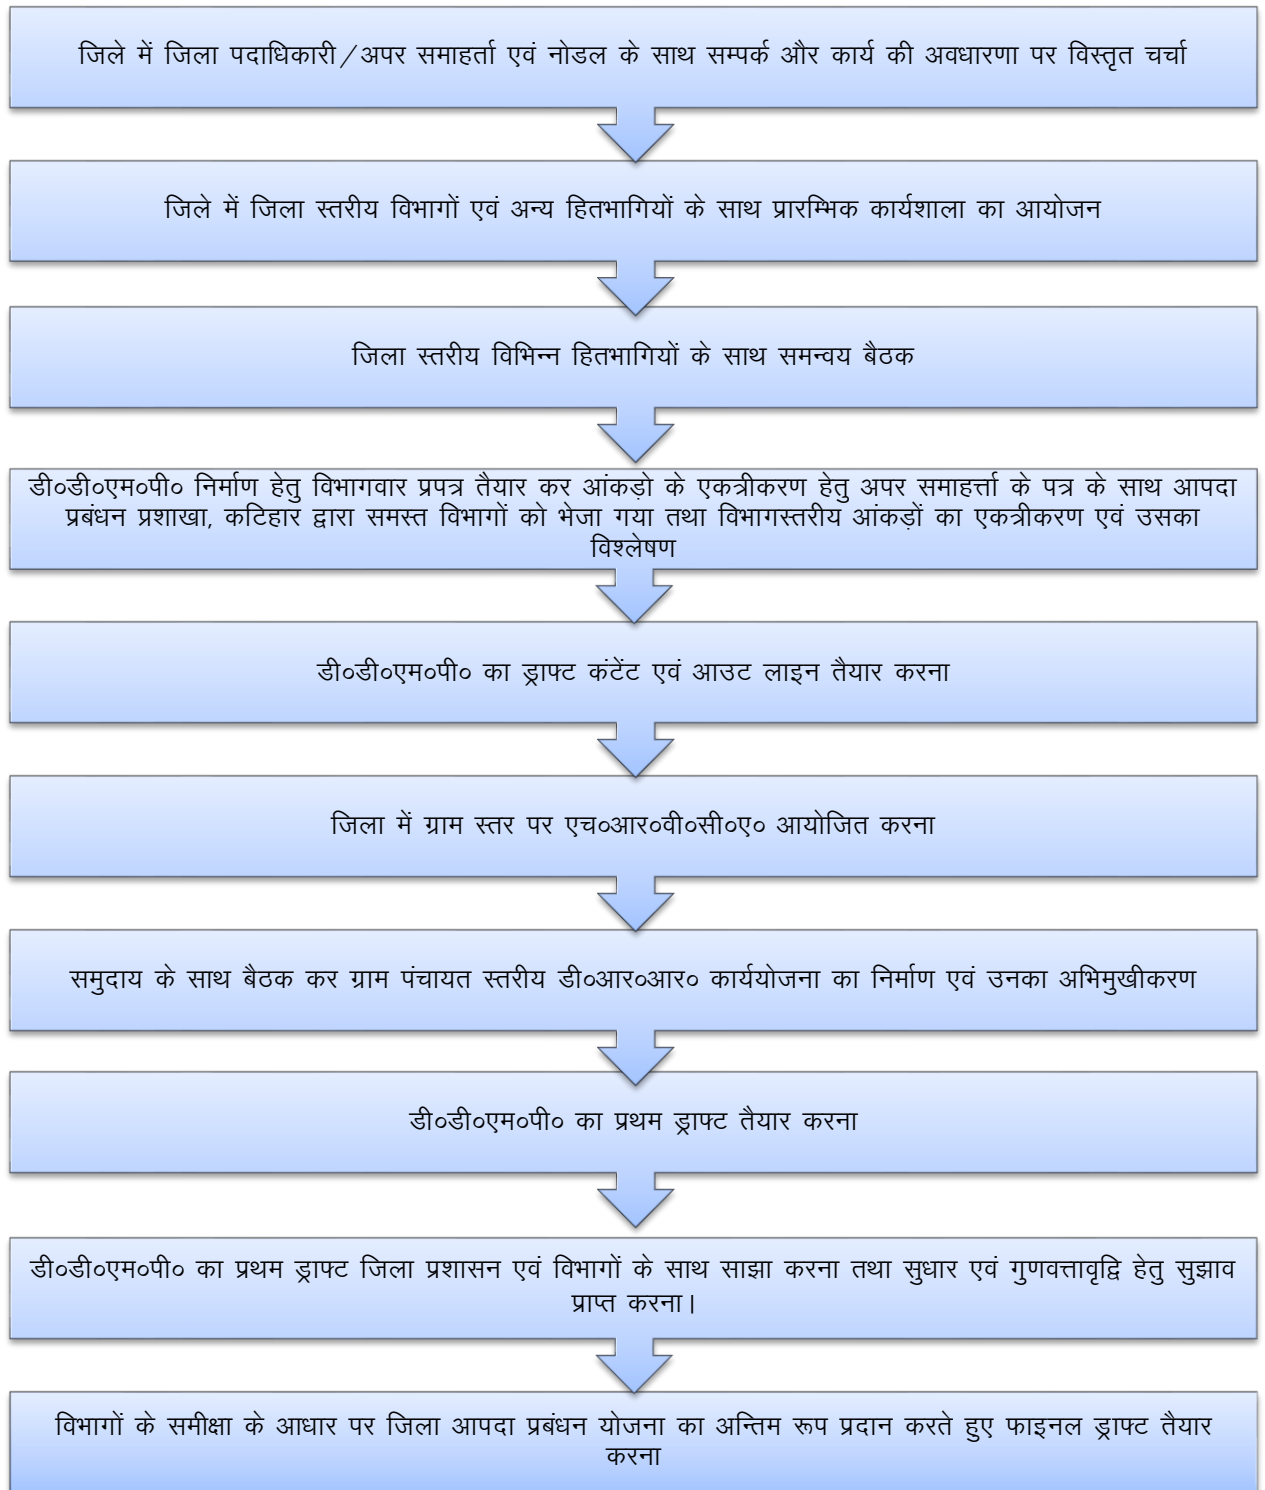 जिले में जिला पदाधिकारी/अपर समाहर्ता एवं नोडल के साथ सम्पर्क और कार्य की अवधारणा पर विस्तृत चर्चा
जिले में जिला स्तरीय विभागों एवं अन्य हितभागियों के साथ प्रारम्भिक कार्यशाला का आयोजन
जिला स्तरीय विभिन्न हितभागियों के साथ समन्वय बैठक
डी०डी०एम०पी० निर्माण हेतु विभागवार प्रपत्र तैयार कर आंकड़ो के एकत्रीकरण हेतु अपर समाहर्त्ता के पत्र के साथ आपदा
प्रबंधन प्रशाखा, कटिहार द्वारा समस्त विभागों को भेजा गया तथा विभागस्तरीय आंकड़ों का एकत्रीकरण एवं उसका
विश्लेषण
डी०डी०एम०पी० का ड्राफ्ट कंटेंट एवं आउट लाइन तैयार करना
जिला में ग्राम स्तर पर एच०आर०वी०सी०ए० आयोजित करना
समुदाय के साथ बैठक कर ग्राम पंचायत स्तरीय डी०आर०आर० कार्ययोजना का निर्माण एवं उनका अभिमुखीकरण
डी०डी०एम०पी० का प्रथम ड्राफ्ट तैयार करना
डी०डी०एम०पी० का प्रथम ड्राफ्ट जिला प्रशासन एवं विभागों के साथ साझा करना तथा सुधार एवं गुणवत्तावृद्वि हेतु सुझाव
प्राप्त करना।
विभागों के समीक्षा के आधार पर जिला आपदा प्रबंधन योजना का अन्तिम रूप प्रदान करते हुए फाइनल ड्राफ्ट तैयार
करना